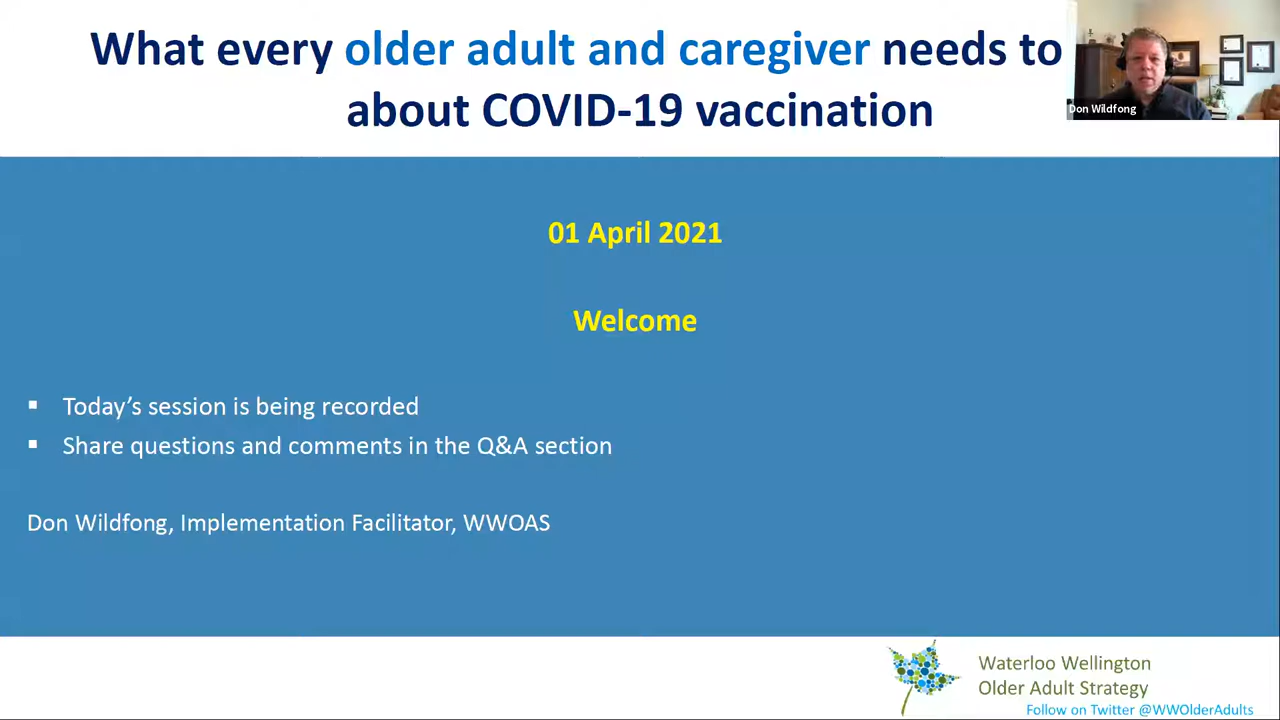 What every older adult and caregiver needs to
about COVID-19 vaccination
Don Wildfong
01 April 2021
Welcome
▪ Today's session is being recorded
▪ Share questions and comments in the Q&A section
Don Wildfong, Implementation Facilitator, WWOAS
Waterloo Wellington
Older Adult Strategy
Follow on Twitter @WWOlderAdults